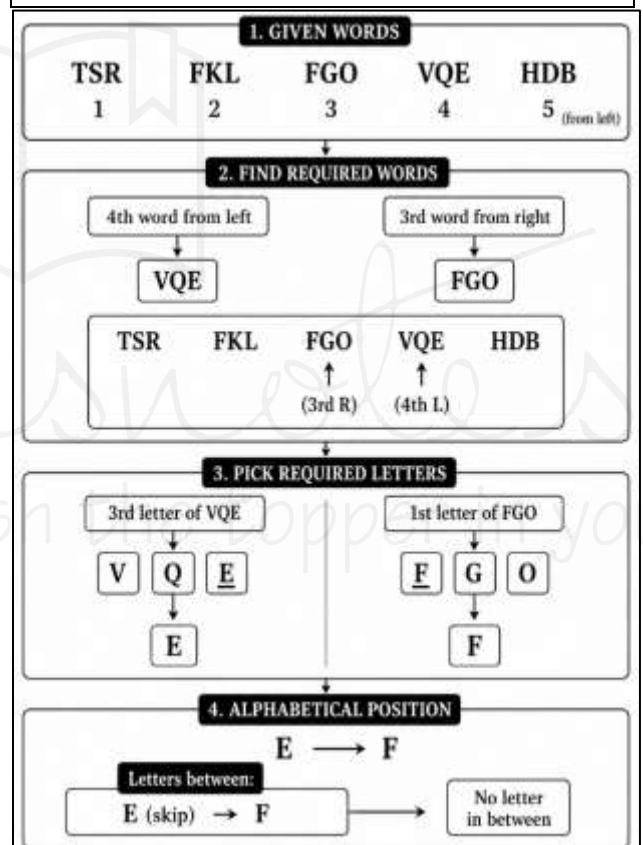 1. GIVEN WORDS
TSR FKL FGO VQE HDB
1 2 3 4 5 (from left)
2. FIND REQUIRED WORDS
4th word from left 3rd word from right
VQE FGO
TSR FKL FGO VQE HDB
↑ ↑
(3rd R) (4th L)
3. PICK REQUIRED LETTERS
3rd letter of VQE 1st letter of FGO
V Q E F G O
E F
4. ALPHABETICAL POSITION
E → F
Letters between:
E (skip) → F
No letter
in between